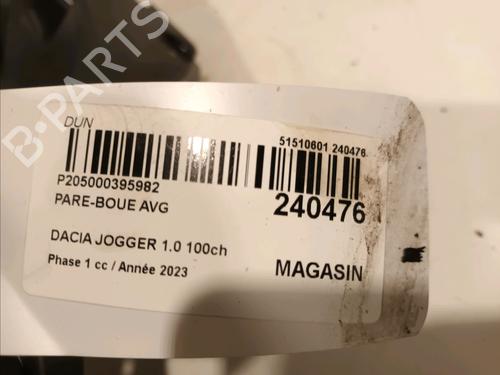 B-PARTS
DUN
51510601 240476
P205000395982
PARE-BOUE AVG
240476
DACIA JOGGER 1.0 100ch
Phase 1 cc / Année 2023
MAGASIN